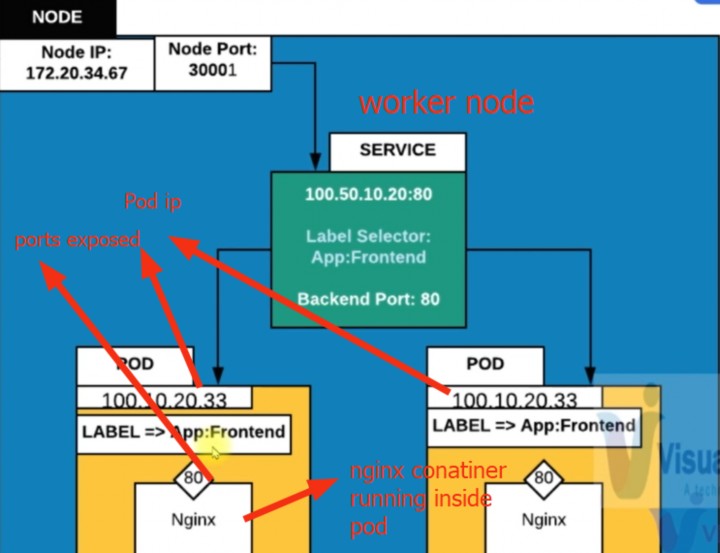 NODE
Node IP:
172.20.34.67
Node Port:
30001
worker node
SERVICE
100.50.10.20:80
Label Selector:
App:Frontend
Backend Port: 80
Pod ip
ports exposed
POD
100.10.20.33
LABEL => App:Frontend
80
Nginx
nginx conatiner
running inside
pod
POD
100.10.20.33
LABEL => App:Frontend
80
Nginx